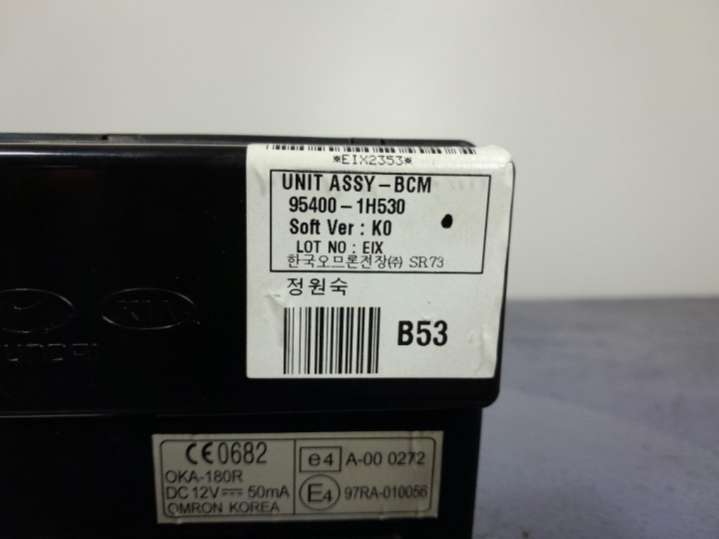 *EIX2353*
UNIT ASSY-BCM
95400-1H530
Soft Ver : K0
LOT NO : EIX
한국오므론전장㈜ SR73
정원숙
B53
KIA
CE0682
OKA-180R
DC 12V⎓ 50mA
OMRON KOREA
e4 A-00 0272
E4 97RA-010056